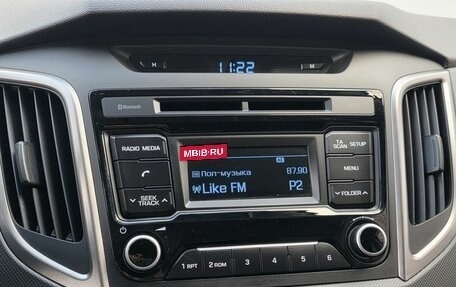 H M
11:22
Bluetooth
RADIO MEDIA
TA SCAN SETUP
MBIB.RU
MENU
Поп-музыка 87.80
Like FM P2
SEEK TRACK
FOLDER
1 RPT 2 RDM 3 4 5 6